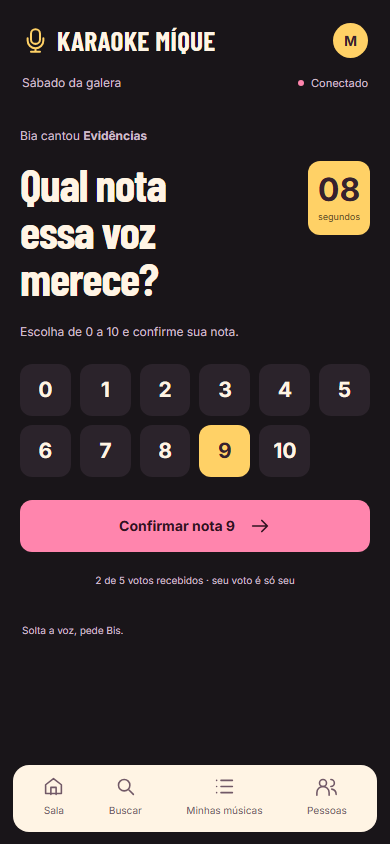 KARAOKE MÍQUE
M
Sábado da galera
Conectado
Bia cantou Evidências
Qual nota
essa voz
merece?
08
segundos
Escolha de 0 a 10 e confirme sua nota.
0 1 2 3 4 5
6 7 8 9 10
Confirmar nota 9 →
2 de 5 votos recebidos · seu voto é só seu
Solta a voz, pede Bis.
Sala Buscar Minhas músicas Pessoas